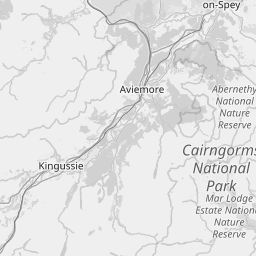 on-Spey
Aviemore
Abernethy
National
Nature
Reserve
Cairngorms
National
Park
Kingussie
Mar Lodge
Estate National
Nature
Reserve